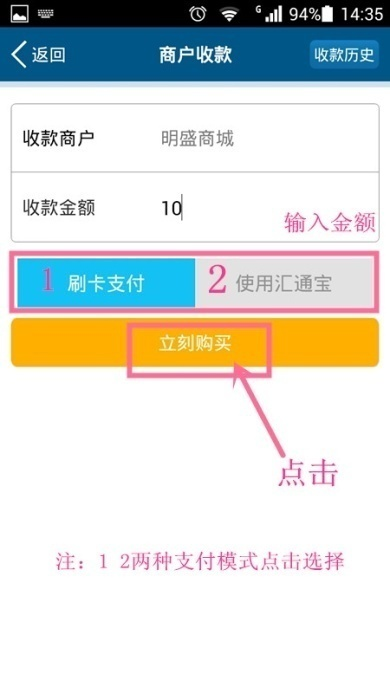 G 94% 14:35
返回 商户收款 收款历史
收款商户 明盛商城
收款金额 10
输入金额
1 刷卡支付 2 使用汇通宝
立刻购买
点击
注：1 2两种支付模式点击选择